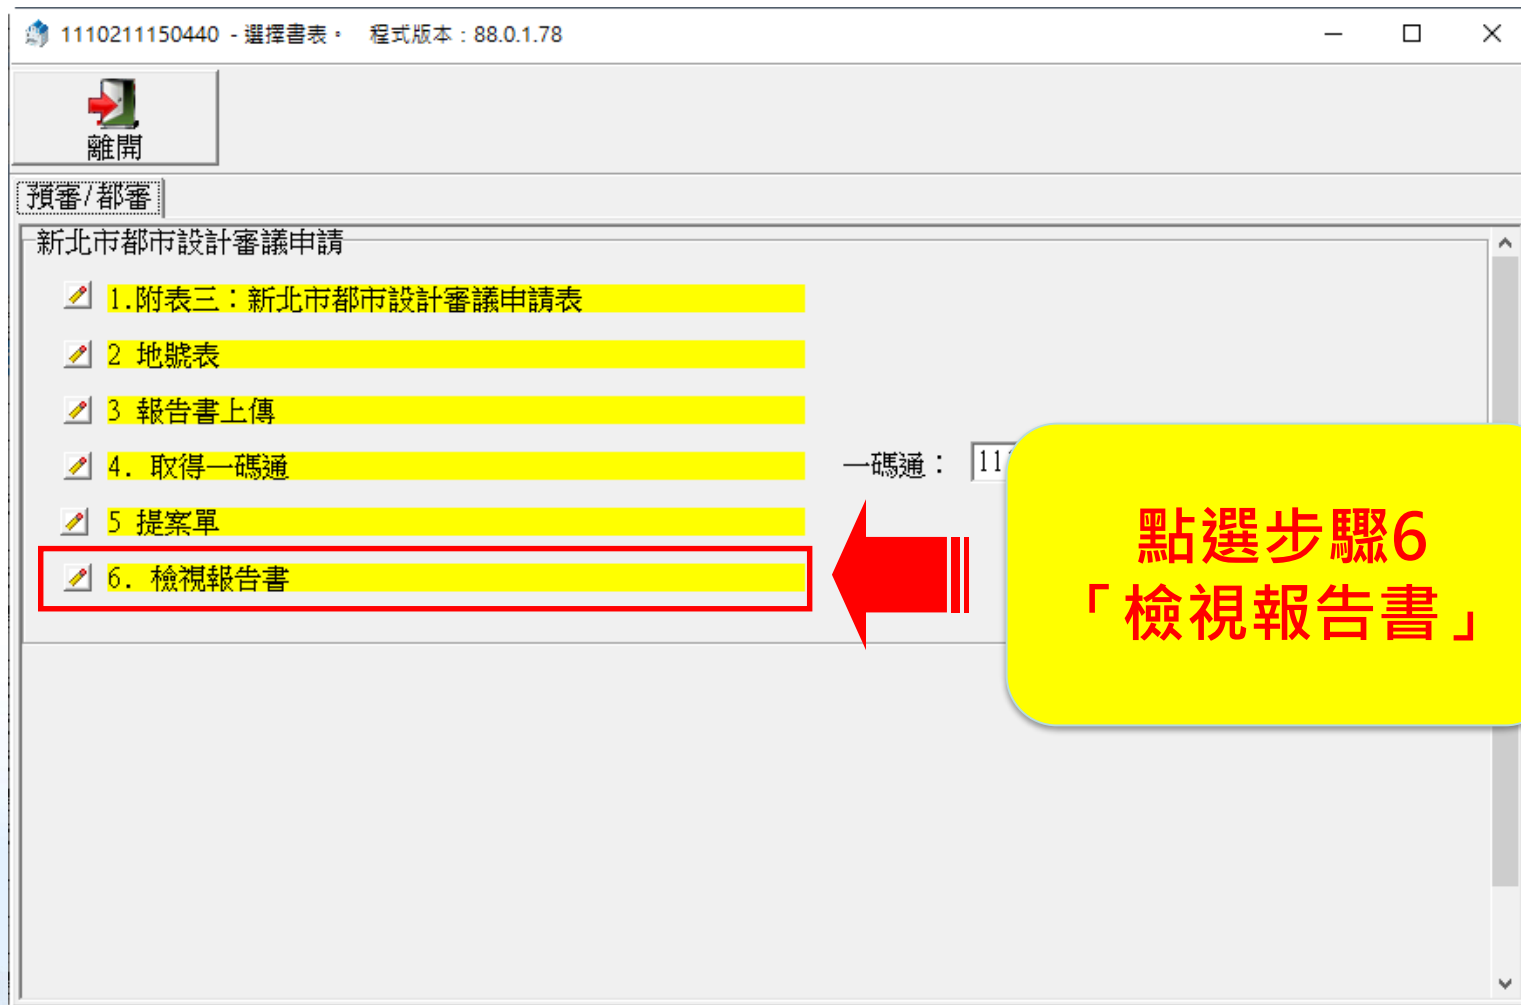 1110211150440 - 選擇書表。 程式版本：88.0.1.78
離開
預審/都審
新北市都市設計審議申請
1.附表三：新北市都市設計審議申請表
2 地號表
3 報告書上傳
4. 取得一碼通
一碼通：
5 提案單
6. 檢視報告書
點選步驟6
「檢視報告書」